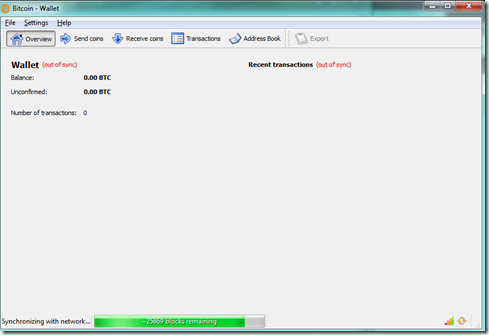 Bitcoin - Wallet
File Settings Help
Overview Send coins Receive coins Transactions Address Book Export
Wallet (out of sync) Recent transactions (out of sync)
Balance: 0.00 BTC
Unconfirmed: 0.00 BTC
Number of transactions: 0
Synchronizing with network... ~75869 blocks remaining